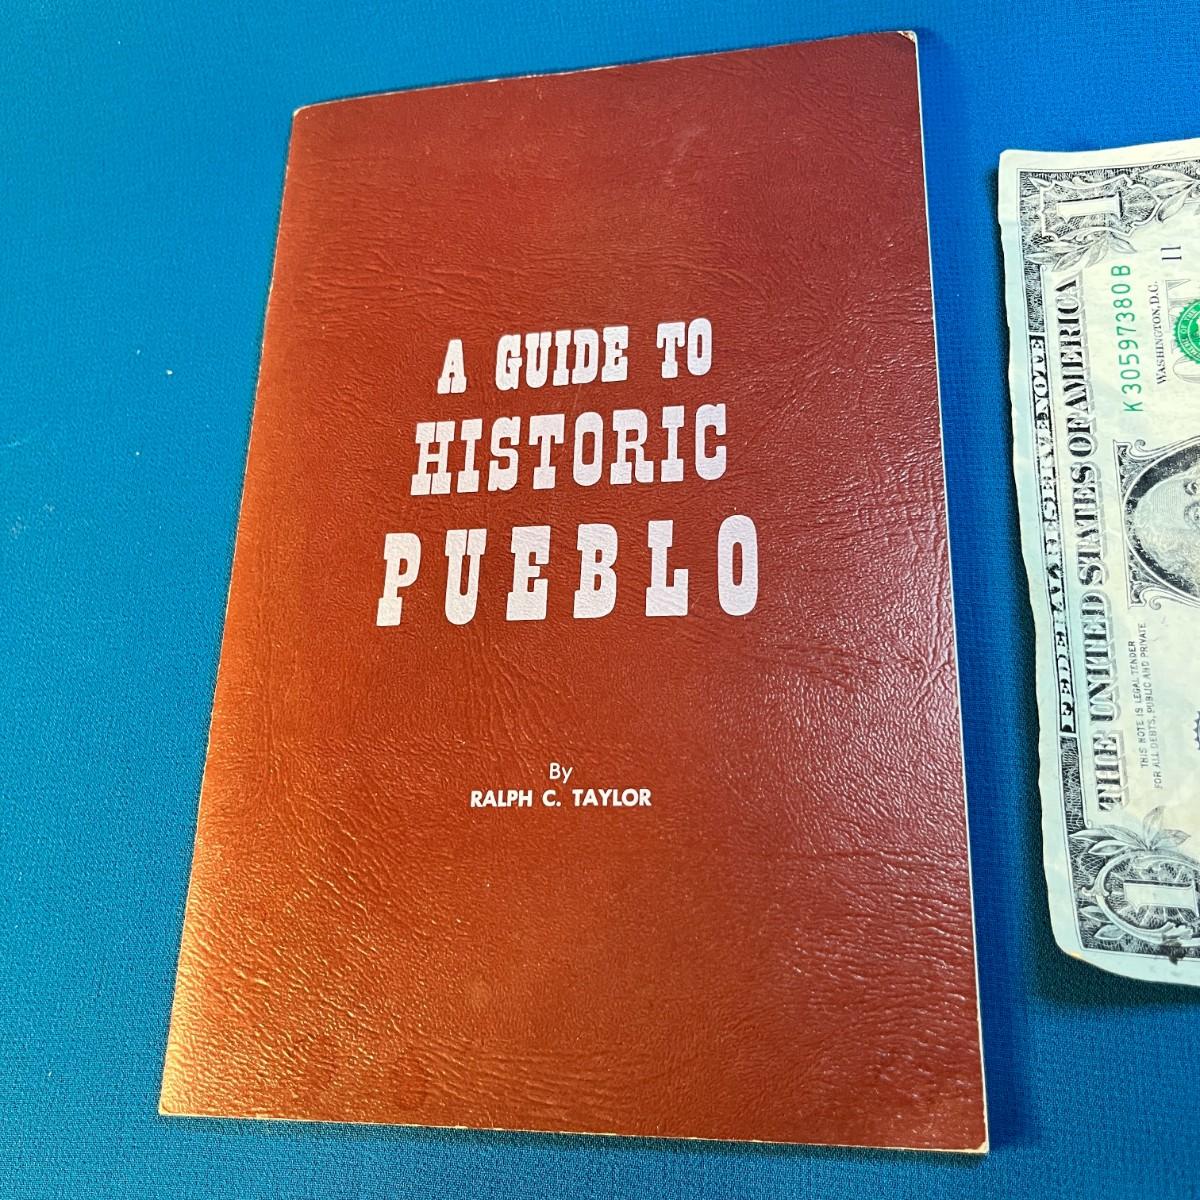 A GUIDE TO
HISTORIC
PUEBLO
By
RALPH C. TAYLOR
FEDERAL RESERVE NOTE
THE UNITED STATES OF AMERICA
THIS NOTE IS LEGAL TENDER
FOR ALL DEBTS, PUBLIC AND PRIVATE
K 30597380 B
WASHINGTON, D.C.
11
1
1